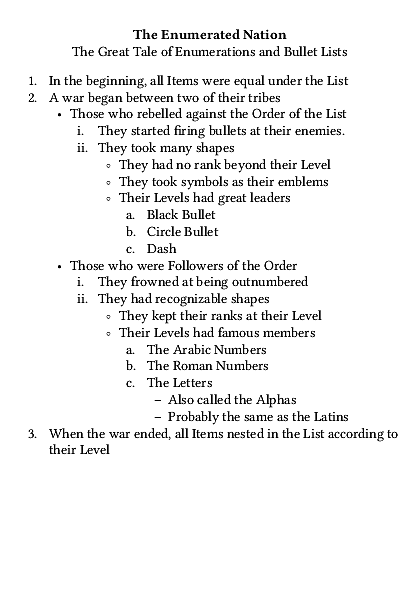 The Enumerated Nation
The Great Tale of Enumerations and Bullet Lists
1. In the beginning, all Items were equal under the List
2. A war began between two of their tribes
• Those who rebelled against the Order of the List
i. They started firing bullets at their enemies.
ii. They took many shapes
◦ They had no rank beyond their Level
◦ They took symbols as their emblems
◦ Their Levels had great leaders
a. Black Bullet
b. Circle Bullet
c. Dash
• Those who were Followers of the Order
i. They frowned at being outnumbered
ii. They had recognizable shapes
◦ They kept their ranks at their Level
◦ Their Levels had famous members
a. The Arabic Numbers
b. The Roman Numbers
c. The Letters
– Also called the Alphas
– Probably the same as the Latins
3. When the war ended, all Items nested in the List according to
their Level